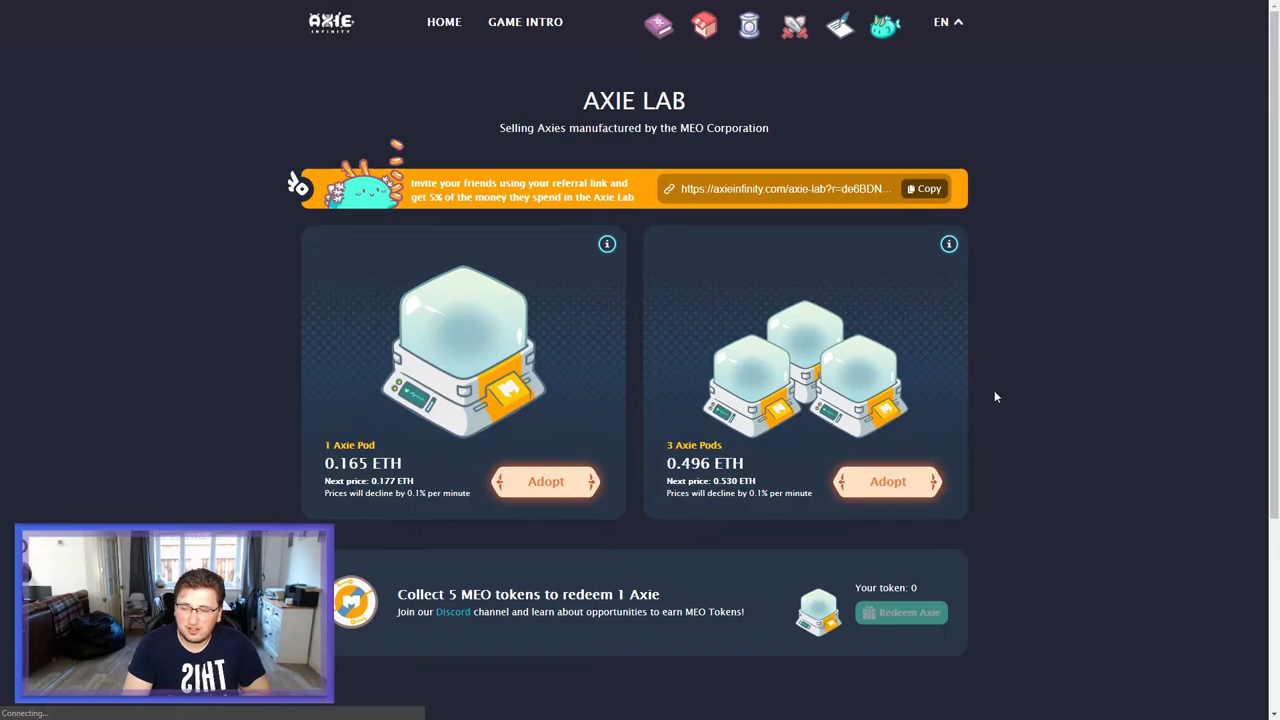 AXIE
INFINITY
HOME
GAME INTRO
EN
AXIE LAB
Selling Axies manufactured by the MEO Corporation
Invite your friends using your referral link and
get 5% of the money they spend in the Axie Lab
https://axieinfinity.com/axie-lab?r=de6BDN...
Copy
1 Axie Pod
0.165 ETH
Next price: 0.177 ETH
Prices will decline by 0.1% per minute
Adopt
3 Axie Pods
0.496 ETH
Next price: 0.530 ETH
Prices will decline by 0.1% per minute
Adopt
Collect 5 MEO tokens to redeem 1 Axie
Join our Discord channel and learn about opportunities to earn MEO Tokens!
Your token: 0
Redeem Axie
THIS
Connecting...